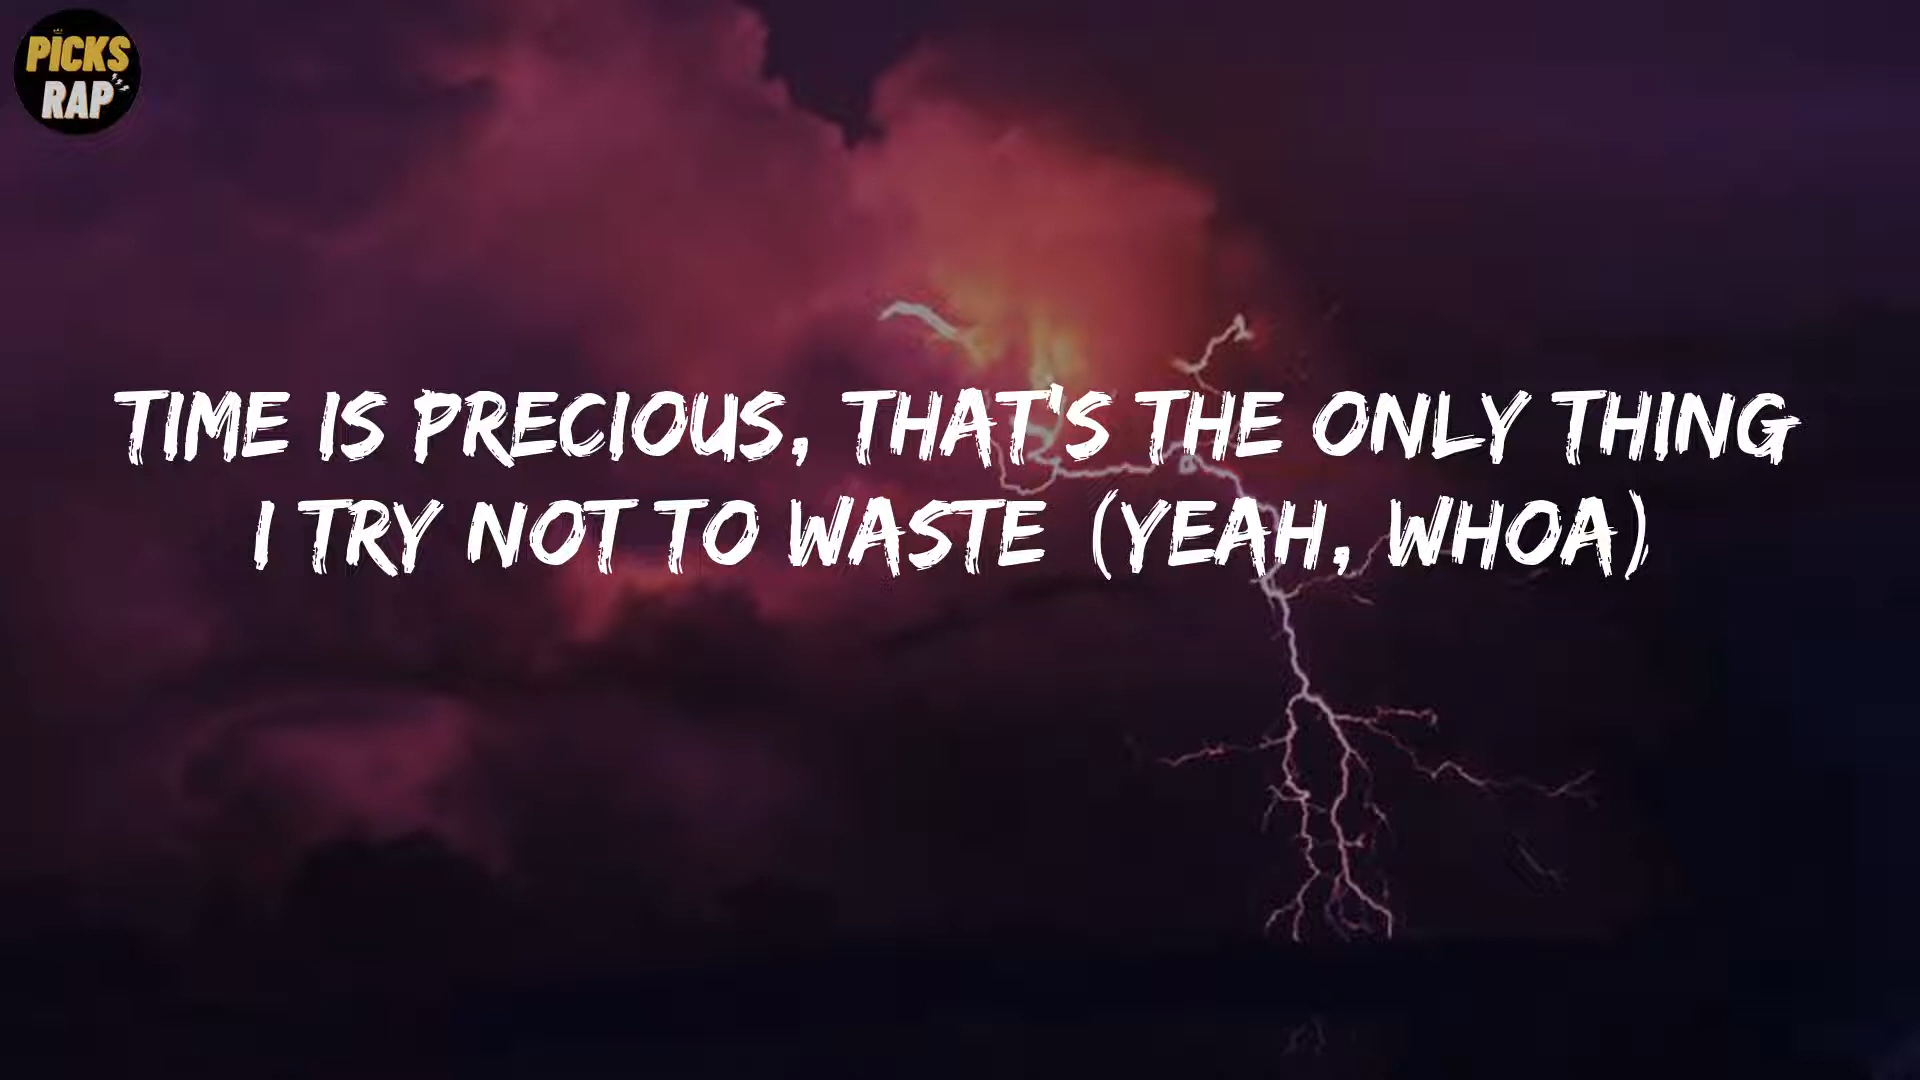 PICKS
RAP
TIME IS PRECIOUS, THAT'S THE ONLY THING
I TRY NOT TO WASTE (YEAH, WHOA)